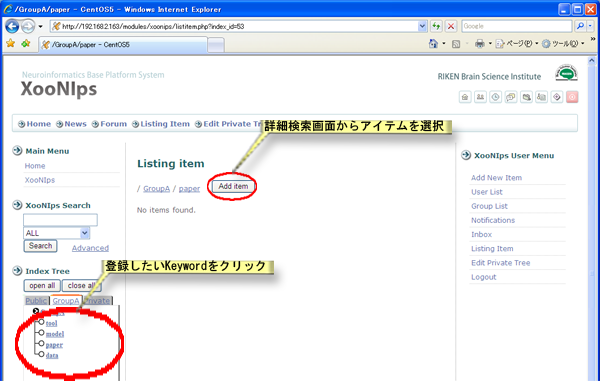 /GroupA/paper - CentOS5 - Windows Internet Explorer
http://192.168.2.163/modules/xoonips/listitem.php?index_id=53
Google
/GroupA/paper - CentOS5
ページ(P)
ツール(O)
Neuroinformatics Base Platform System
XooNIps
RIKEN Brain Science Institute
Home
News
Forum
Listing Item
Edit Private Tree
詳細検索画面からアイテムを選択
Main Menu
Home
XooNIps
XooNIps Search
ALL
Search
Advanced
Index Tree
open all
close all
Public
GroupA
Private
tool
model
paper
data
登録したいKeywordをクリック
Listing item
/ GroupA / paper
Add item
No items found.
XooNIps User Menu
Add New Item
User List
Group List
Notifications
Inbox
Listing Item
Edit Private Tree
Logout